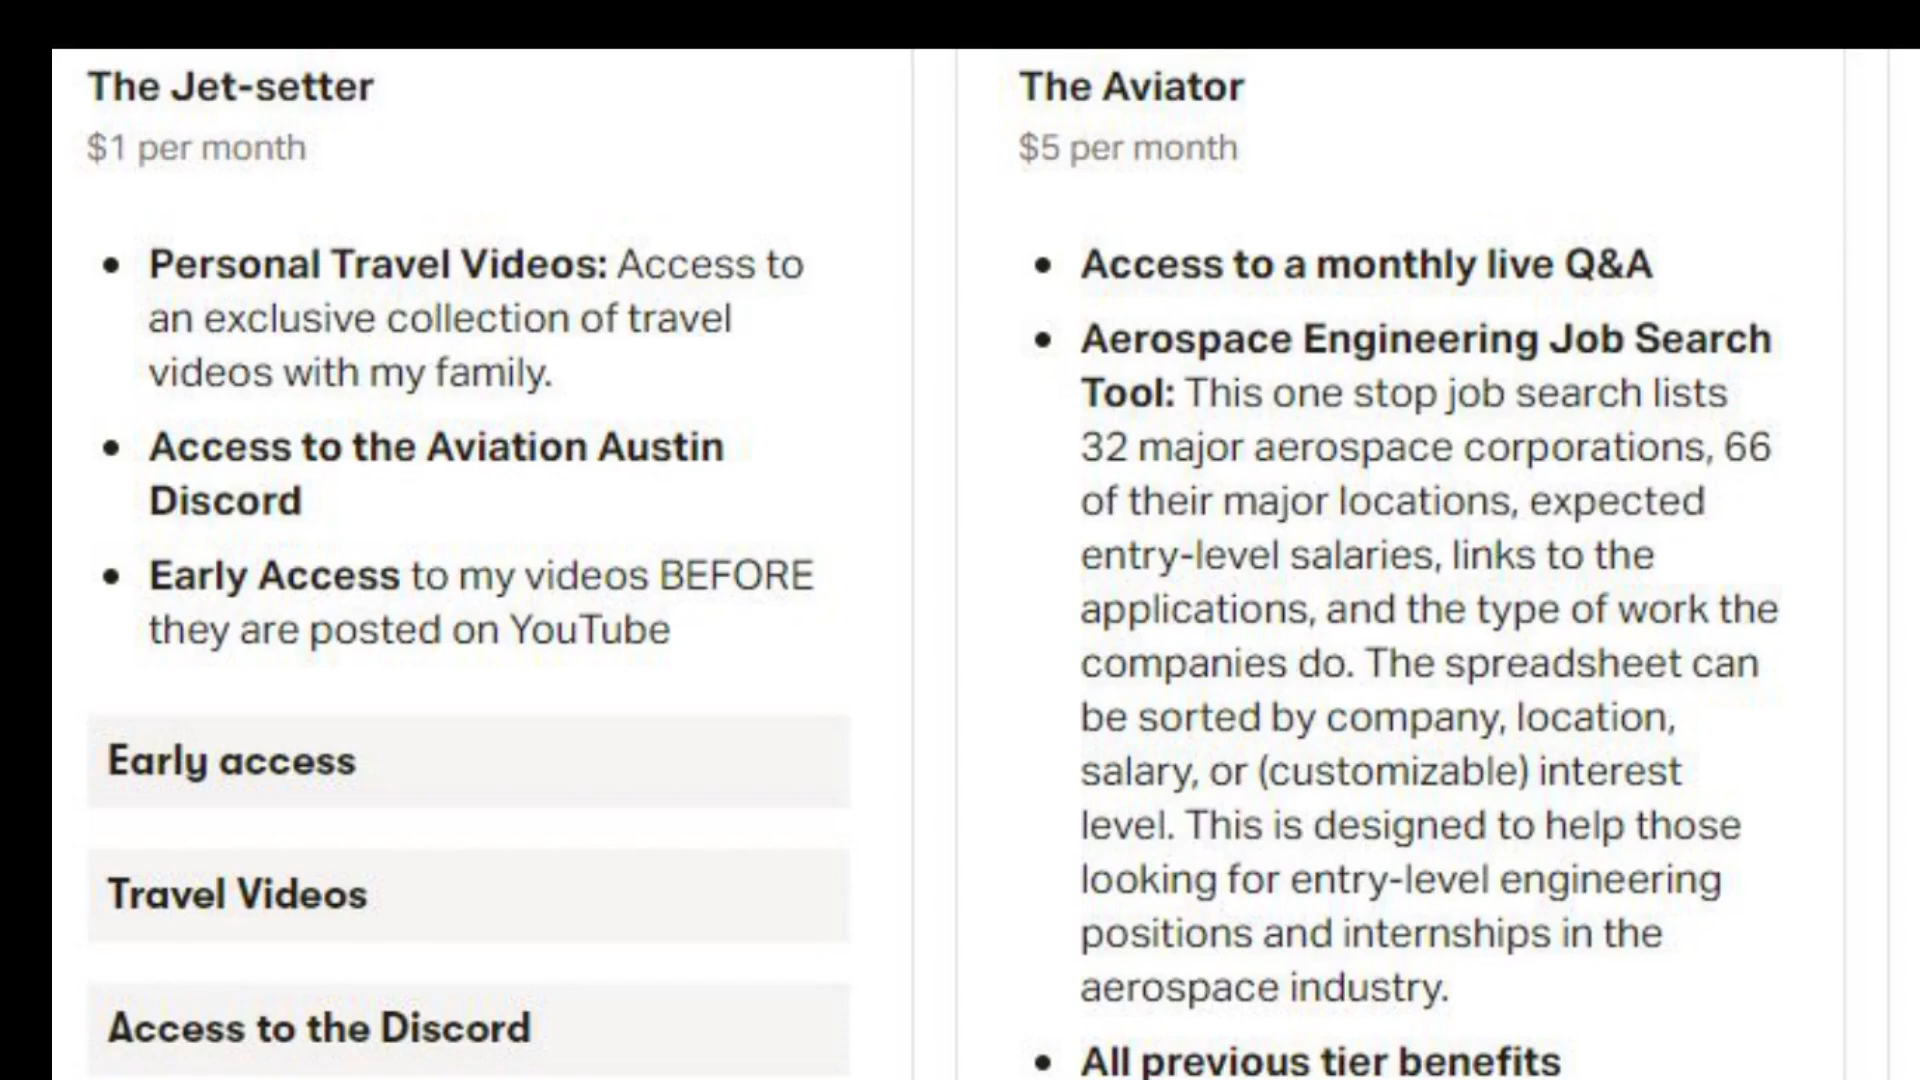 The Jet-setter
$1 per month
• Personal Travel Videos: Access to
an exclusive collection of travel
videos with my family.
• Access to the Aviation Austin
Discord
• Early Access to my videos BEFORE
they are posted on YouTube
Early access
Travel Videos
Access to the Discord
The Aviator
$5 per month
• Access to a monthly live Q&A
• Aerospace Engineering Job Search
Tool: This one stop job search lists
32 major aerospace corporations, 66
of their major locations, expected
entry-level salaries, links to the
applications, and the type of work the
companies do. The spreadsheet can
be sorted by company, location,
salary, or (customizable) interest
level. This is designed to help those
looking for entry-level engineering
positions and internships in the
aerospace industry.
• All previous tier benefits